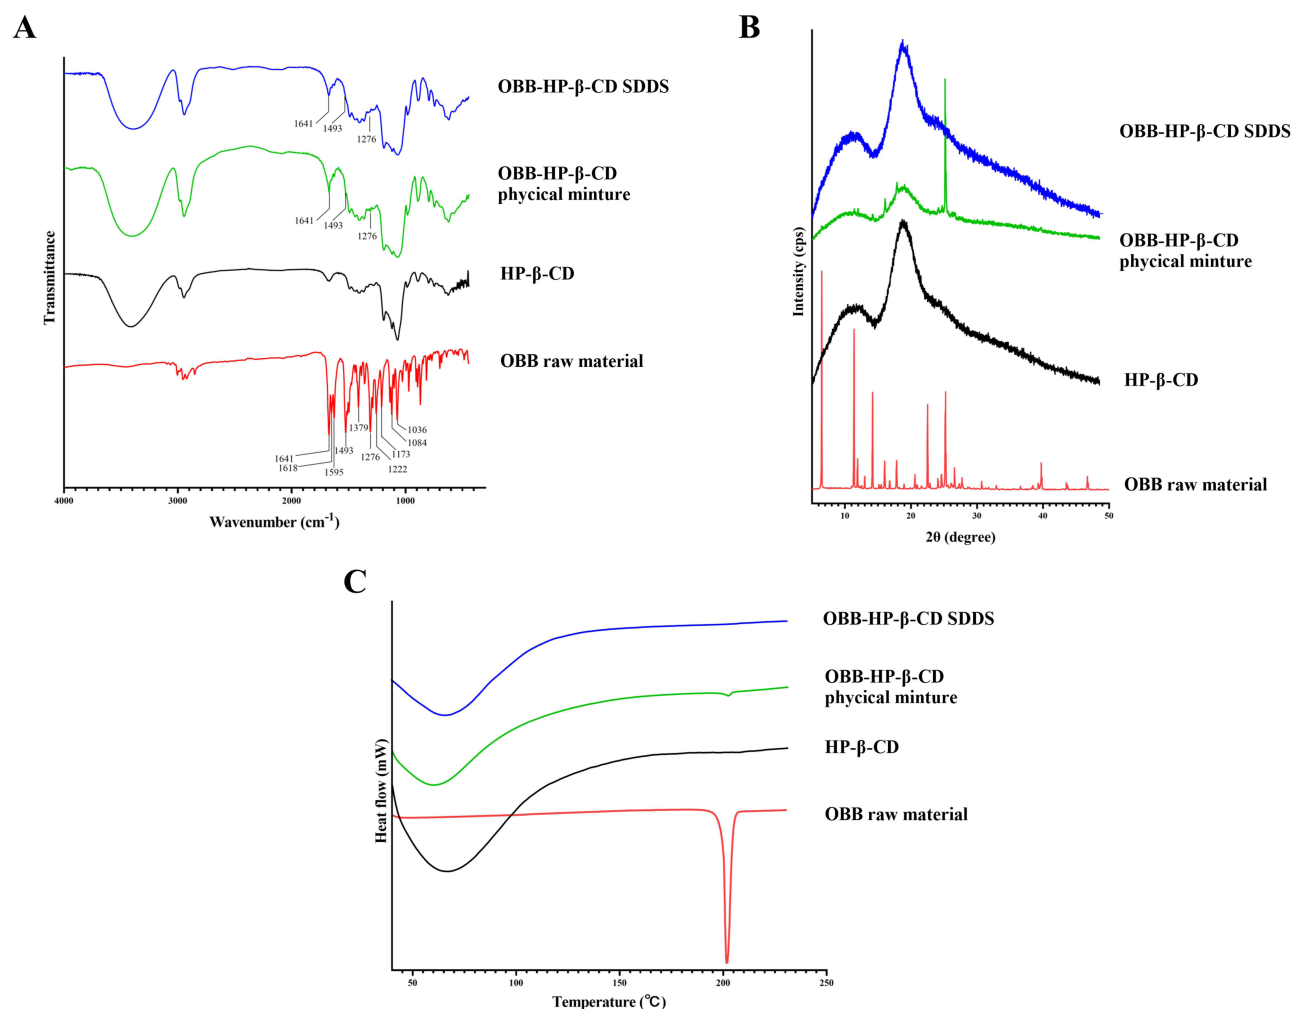 A
OBB-HP-β-CD SDDS
1641
1493
1276
OBB-HP-β-CD
phycical minture
1641
1493
1276
HP-β-CD
OBB raw material
1379
1036
1084
1641
1493
1276
1173
1618
1595
1222
Transmittance
4000
3000
2000
1000
Wavenumber (cm-1)
B
OBB-HP-β-CD SDDS
OBB-HP-β-CD
phycical minture
HP-β-CD
OBB raw material
Intensity (cps)
10
20
30
40
50
2θ (degree)
C
OBB-HP-β-CD SDDS
OBB-HP-β-CD
phycical minture
HP-β-CD
OBB raw material
Heat flow (mW)
50
100
150
200
250
Temperature (℃)